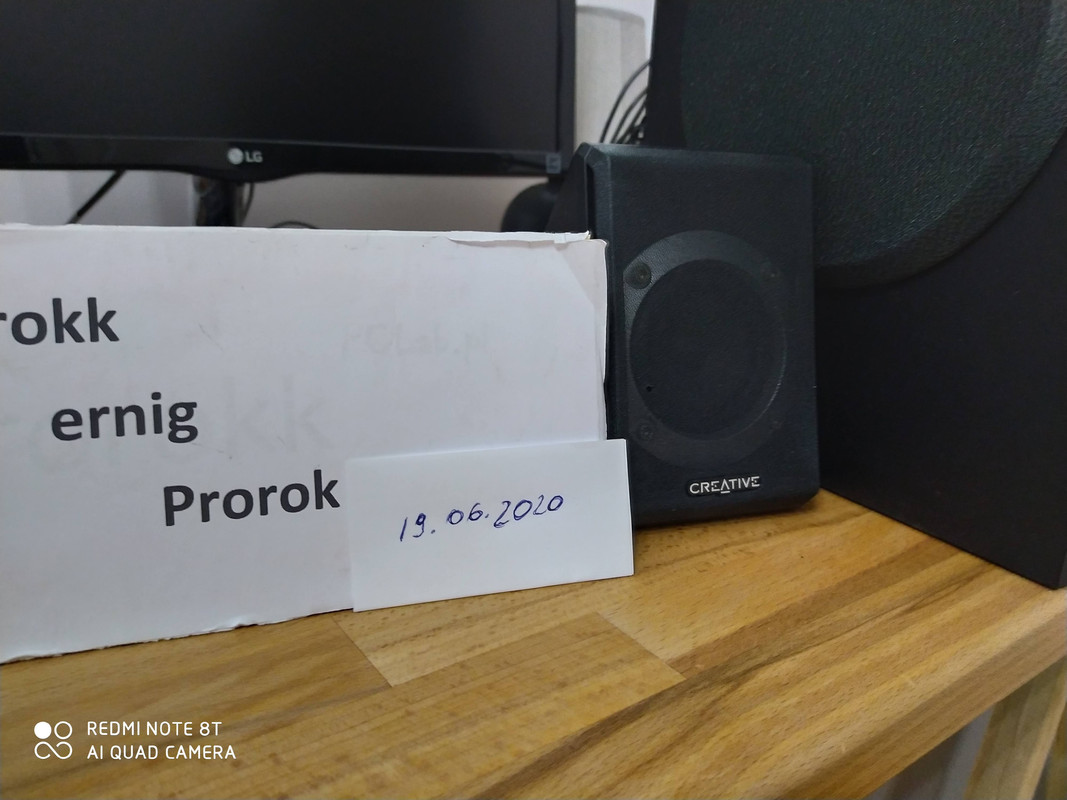 LG
rokk
ernig
Prorok
19.06.2020
CREATIVE
REDMI NOTE 8T
AI QUAD CAMERA